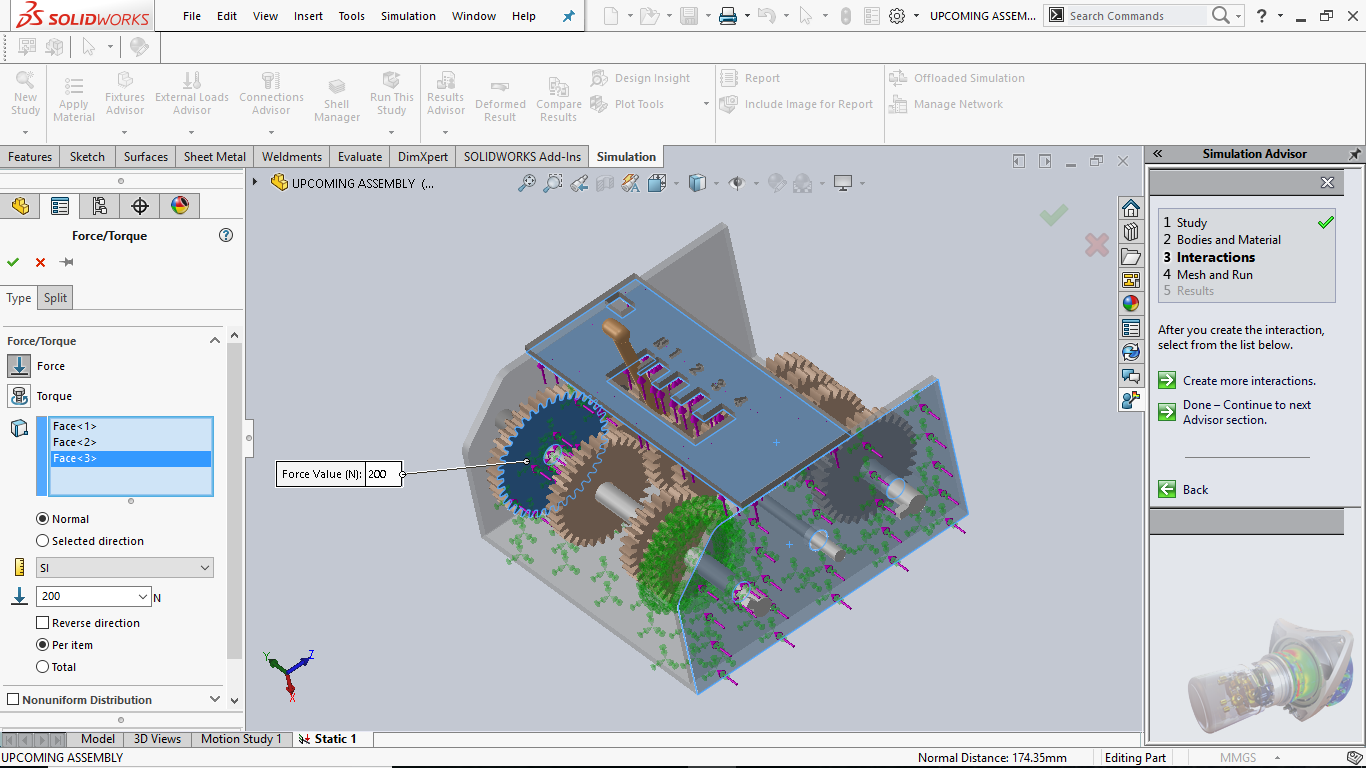 SOLIDWORKS File Edit View Insert Tools Simulation Window Help UPCOMING ASSEM... Search Commands ?
New Study
Apply Material
Fixtures Advisor
External Loads Advisor
Connections Advisor
Shell Manager
Run This Study
Results Advisor
Deformed Result
Compare Results
Design Insight
Plot Tools
Report
Include Image for Report
Offloaded Simulation
Manage Network
Features Sketch Surfaces Sheet Metal Weldments Evaluate DimXpert SOLIDWORKS Add-Ins Simulation
UPCOMING ASSEMBLY (...
Force/Torque ?
Type Split
Force/Torque
Force
Torque
Face<1>
Face<2>
Face<3>
Normal
Selected direction
SI
200 N
Reverse direction
Per item
Total
Nonuniform Distribution
Force Value (N): 200
N 1 2 3 4
Y Z
X
Simulation Advisor
1 Study
2 Bodies and Material
3 Interactions
4 Mesh and Run
5 Results
After you create the interaction,
select from the list below.
Create more interactions.
Done – Continue to next
Advisor section.
Back
Model 3D Views Motion Study 1 Static 1
UPCOMING ASSEMBLY Normal Distance: 174.35mm Editing Part MMGS